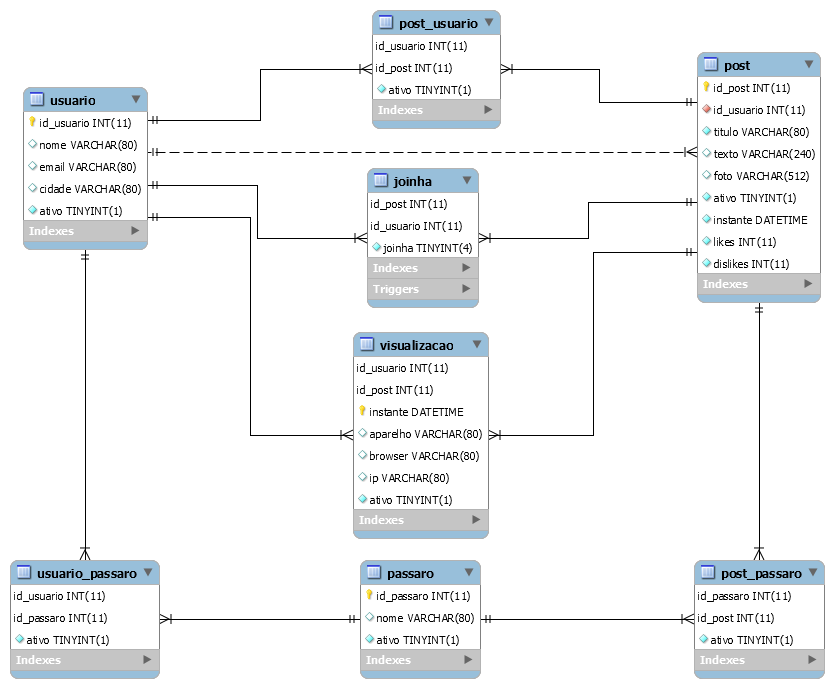 post_usuario
id_usuario INT(11)
id_post INT(11)
ativo TINYINT(1)
Indexes
usuario
id_usuario INT(11)
nome VARCHAR(80)
email VARCHAR(80)
cidade VARCHAR(80)
ativo TINYINT(1)
Indexes
post
id_post INT(11)
id_usuario INT(11)
titulo VARCHAR(80)
texto VARCHAR(240)
foto VARCHAR(512)
ativo TINYINT(1)
instante DATETIME
likes INT(11)
dislikes INT(11)
Indexes
joinha
id_post INT(11)
id_usuario INT(11)
joinha TINYINT(4)
Indexes
Triggers
visualizacao
id_usuario INT(11)
id_post INT(11)
instante DATETIME
aparelho VARCHAR(80)
browser VARCHAR(80)
ip VARCHAR(80)
ativo TINYINT(1)
Indexes
usuario_passaro
id_usuario INT(11)
id_passaro INT(11)
ativo TINYINT(1)
Indexes
passaro
id_passaro INT(11)
nome VARCHAR(80)
ativo TINYINT(1)
Indexes
post_passaro
id_passaro INT(11)
id_post INT(11)
ativo TINYINT(1)
Indexes